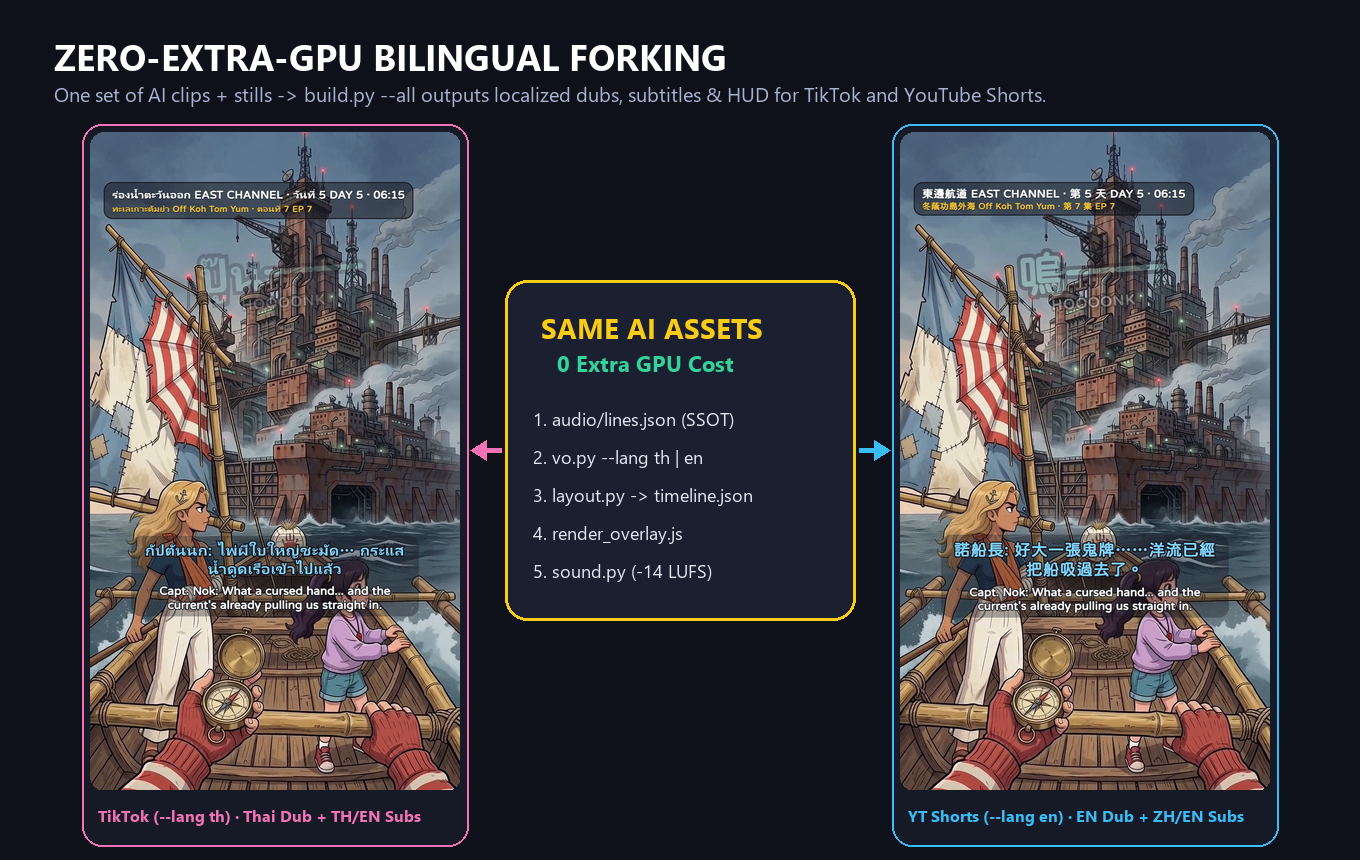 ZERO-EXTRA-GPU BILINGUAL FORKING
One set of AI clips + stills -> build.py --all outputs localized dubs, subtitles & HUD for TikTok and YouTube Shorts.
ร่องน้ำตะวันออก EAST CHANNEL · วันที่ 5 DAY 5 · 06:15
ทะเลเกาะต้มยำ Off Koh Tom Yum · ตอนที่ 7 EP 7
ปู๊น
HOOOONK
กัปตันนก: ไพ่ผีใบใหญ่ชะมัด… กระแส
น้ำดูดเรือเข้าไปแล้ว
Capt. Nok: What a cursed hand... and the
current's already pulling us straight in.
TikTok (--lang th) · Thai Dub + TH/EN Subs
SAME AI ASSETS
0 Extra GPU Cost
1. audio/lines.json (SSOT)
2. vo.py --lang th | en
3. layout.py -> timeline.json
4. render_overlay.js
5. sound.py (-14 LUFS)
東邊航道 EAST CHANNEL · 第 5 天 DAY 5 · 06:15
冬蔭功島外海 Off Koh Tom Yum · 第 7 集 EP 7
嗚
HOOOONK
諾船長: 好大一張鬼牌⋯⋯洋流已經
把船吸過去了。
Capt. Nok: What a cursed hand... and the
current's already pulling us straight in.
YT Shorts (--lang en) · EN Dub + ZH/EN Subs